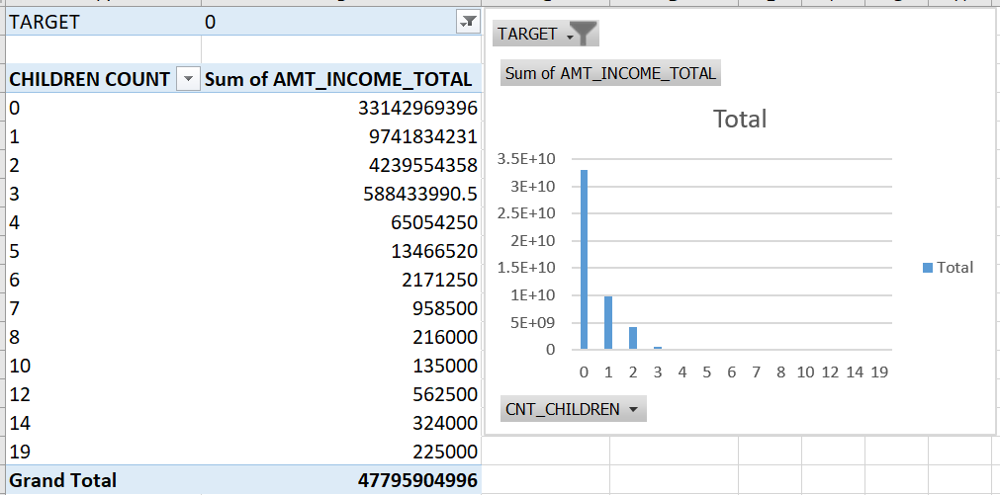 TARGET 0
CHILDREN COUNT Sum of AMT_INCOME_TOTAL
0 33142969396
1 9741834231
2 4239554358
3 588433990.5
4 65054250
5 13466520
6 2171250
7 958500
8 216000
10 135000
12 562500
14 324000
19 225000
Grand Total 47795904996
TARGET
Sum of AMT_INCOME_TOTAL
Total
3.5E+10
3E+10
2.5E+10
2E+10
1.5E+10
1E+10
5E+09
0
0 1 2 3 4 5 6 7 8 10 12 14 19
Total
CNT_CHILDREN